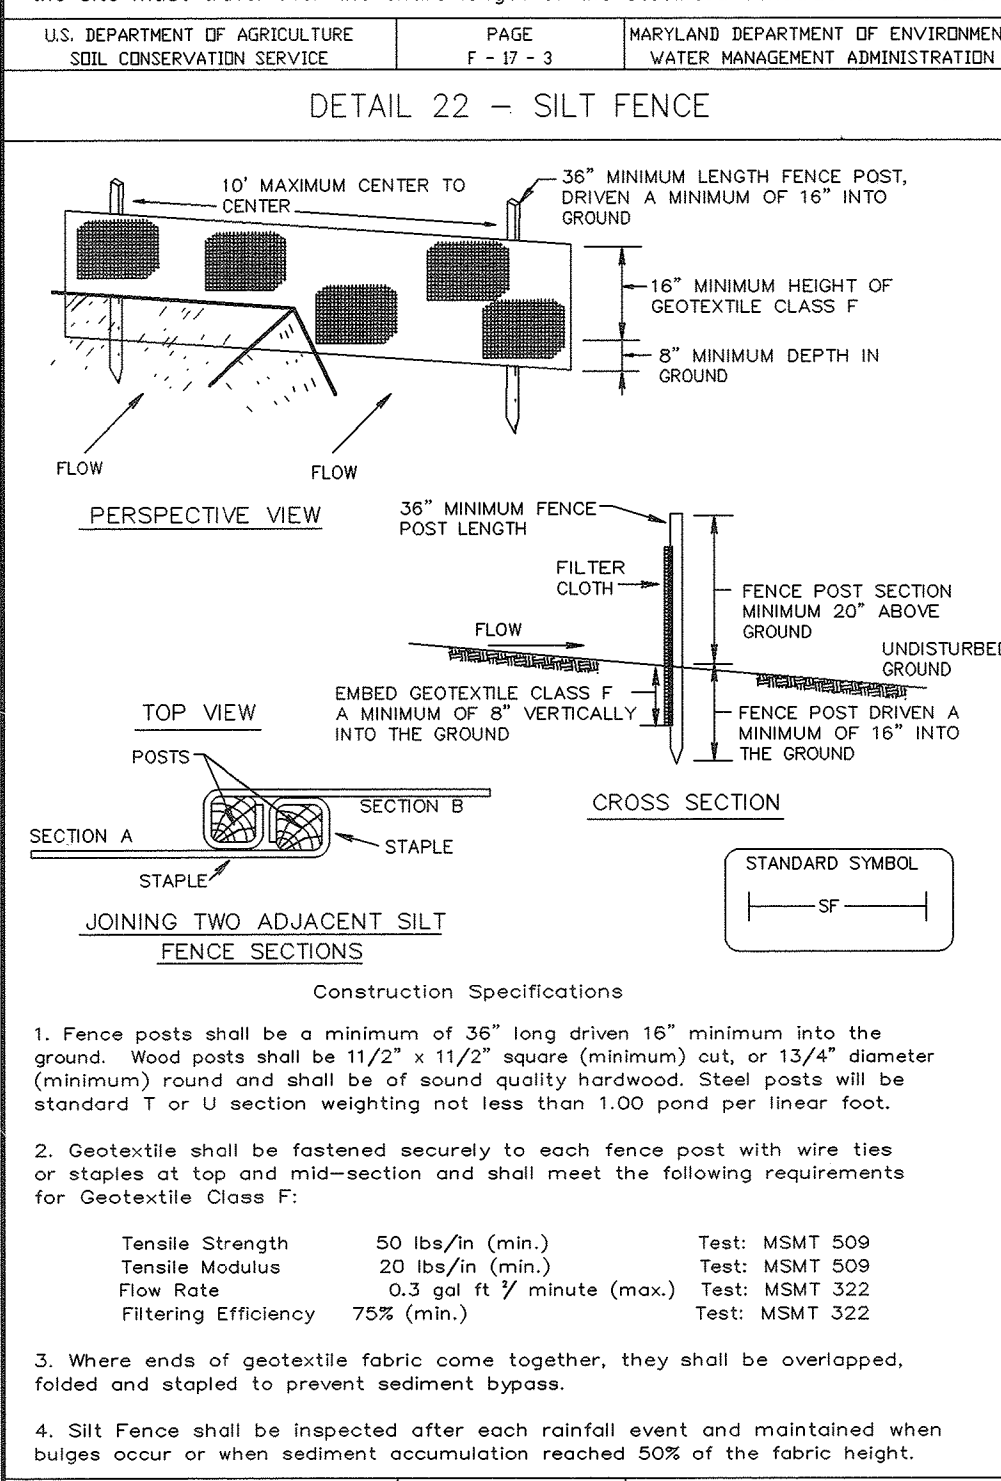 U.S. DEPARTMENT OF AGRICULTURE
SOIL CONSERVATION SERVICE
PAGE
F - 17 - 3
MARYLAND DEPARTMENT OF ENVIRONMEN
WATER MANAGEMENT ADMINISTRATION
DETAIL 22 - SILT FENCE
10' MAXIMUM CENTER TO
CENTER
36" MINIMUM LENGTH FENCE POST,
DRIVEN A MINIMUM OF 16" INTO
GROUND
16" MINIMUM HEIGHT OF
GEOTEXTILE CLASS F
8" MINIMUM DEPTH IN
GROUND
FLOW
FLOW
PERSPECTIVE VIEW
36" MINIMUM FENCE
POST LENGTH
FILTER
CLOTH
FENCE POST SECTION
MINIMUM 20" ABOVE
GROUND
FLOW
UNDISTURBED
GROUND
EMBED GEOTEXTILE CLASS F
A MINIMUM OF 8" VERTICALLY
INTO THE GROUND
FENCE POST DRIVEN A
MINIMUM OF 16" INTO
THE GROUND
CROSS SECTION
TOP VIEW
POSTS
SECTION B
SECTION A
STAPLE
STAPLE
JOINING TWO ADJACENT SILT
FENCE SECTIONS
STANDARD SYMBOL
SF
Construction Specifications
1. Fence posts shall be a minimum of 36" long driven 16" minimum into the
ground. Wood posts shall be 11/2" x 11/2" square (minimum) cut, or 13/4" diameter
(minimum) round and shall be of sound quality hardwood. Steel posts will be
standard T or U section weighting not less than 1.00 pond per linear foot.
2. Geotextile shall be fastened securely to each fence post with wire ties
or staples at top and mid-section and shall meet the following requirements
for Geotextile Class F:
Tensile Strength 50 lbs/in (min.) Test: MSMT 509
Tensile Modulus 20 lbs/in (min.) Test: MSMT 509
Flow Rate 0.3 gal ft ²/ minute (max.) Test: MSMT 322
Filtering Efficiency 75% (min.) Test: MSMT 322
3. Where ends of geotextile fabric come together, they shall be overlapped,
folded and stapled to prevent sediment bypass.
4. Silt Fence shall be inspected after each rainfall event and maintained when
bulges occur or when sediment accumulation reached 50% of the fabric height.